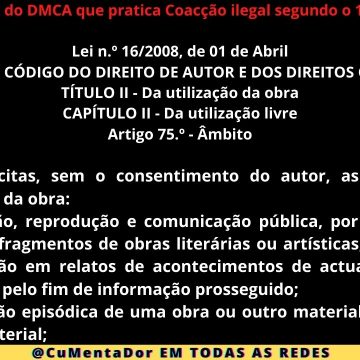 do DMCA que pratica Coacção ilegal segundo o
Lei n.º 16/2008, de 01 de Abril
CÓDIGO DO DIREITO DE AUTOR E DOS DIREITOS
TÍTULO II - Da utilização da obra
CAPÍTULO II - Da utilização livre
Artigo 75.º - Âmbito
citas, sem o consentimento do autor, as
da obra:
o, reprodução e comunicação pública, por
fragmentos de obras literárias ou artísticas
ão em relatos de acontecimentos de actua
pelo fim de informação prosseguido;
ão episódica de uma obra ou outro material
terial;
@CuMentaDor EM TODAS AS REDES